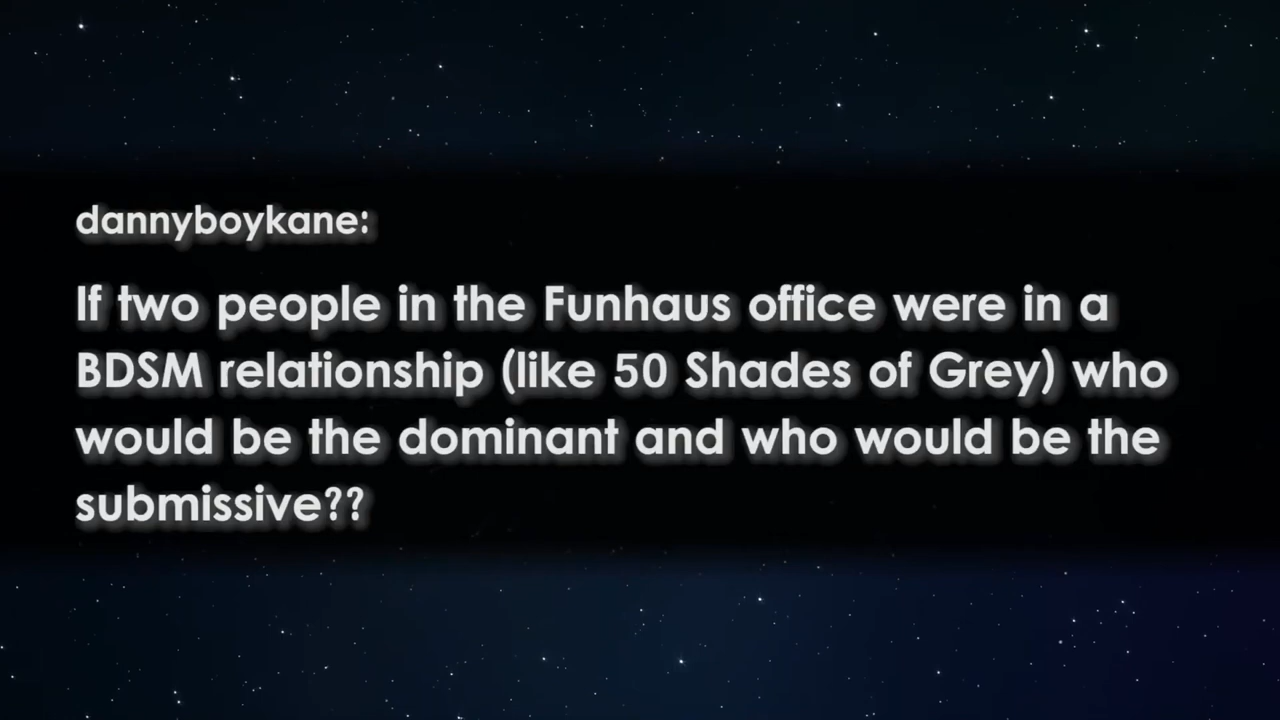 dannyboykane:
If two people in the Funhaus office were in a
BDSM relationship (like 50 Shades of Grey) who
would be the dominant and who would be the
submissive??